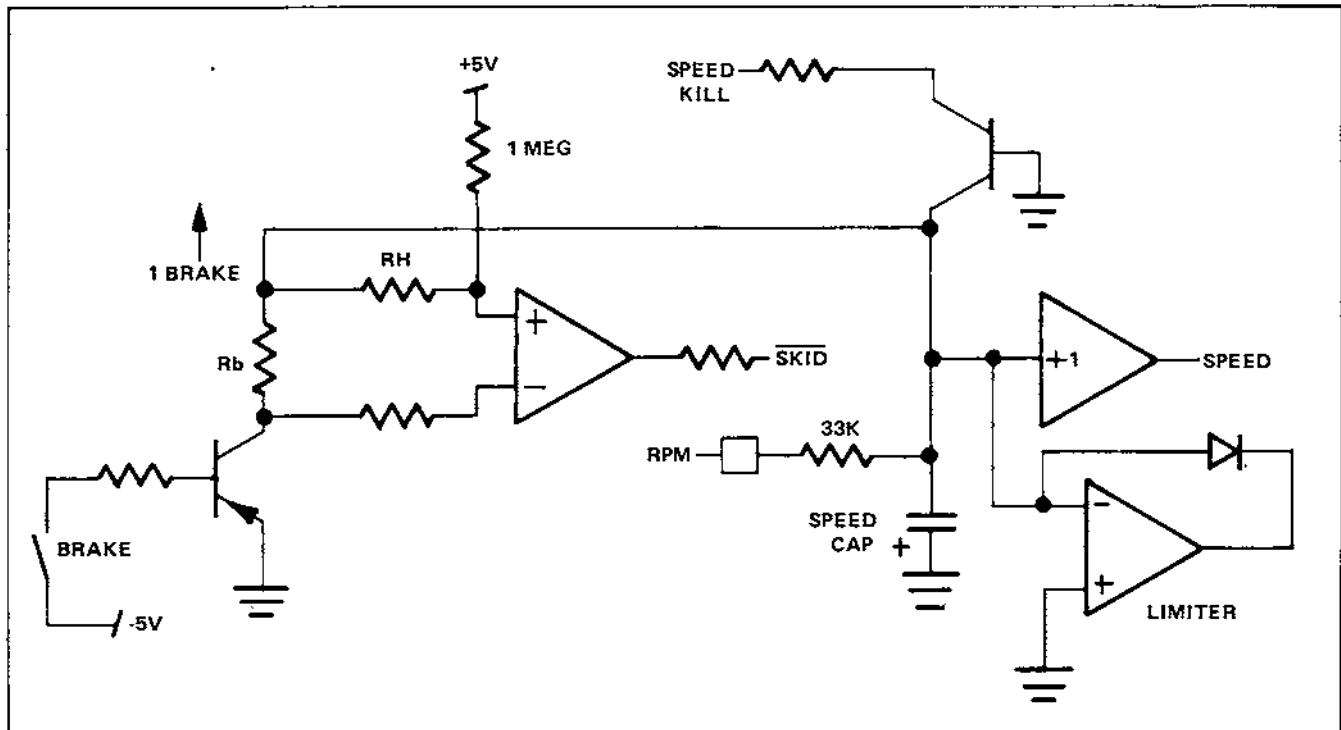 +5V
SPEED
KILL
1 MEG
1 BRAKE
RH
Rb
+
−
SKID
+1
SPEED
RPM
33K
SPEED
CAP +
BRAKE
-5V
-
+
LIMITER